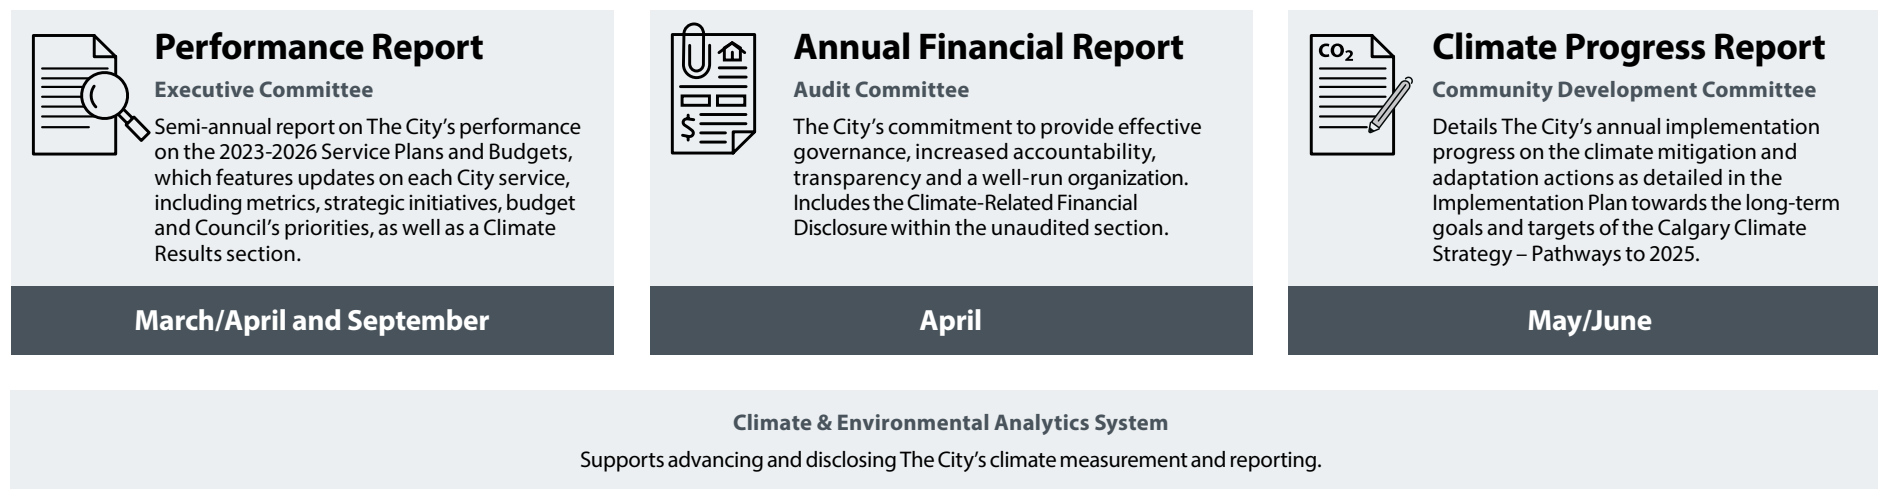 Performance Report
Executive Committee
Semi-annual report on The City's performance
on the 2023-2026 Service Plans and Budgets,
which features updates on each City service,
including metrics, strategic initiatives, budget
and Council's priorities, as well as a Climate
Results section.
March/April and September
$
Annual Financial Report
Audit Committee
The City's commitment to provide effective
governance, increased accountability,
transparency and a well-run organization.
Includes the Climate-Related Financial
Disclosure within the unaudited section.
April
CO₂
Climate Progress Report
Community Development Committee
Details The City's annual implementation
progress on the climate mitigation and
adaptation actions as detailed in the
Implementation Plan towards the long-term
goals and targets of the Calgary Climate
Strategy – Pathways to 2025.
May/June
Climate & Environmental Analytics System
Supports advancing and disclosing The City's climate measurement and reporting.